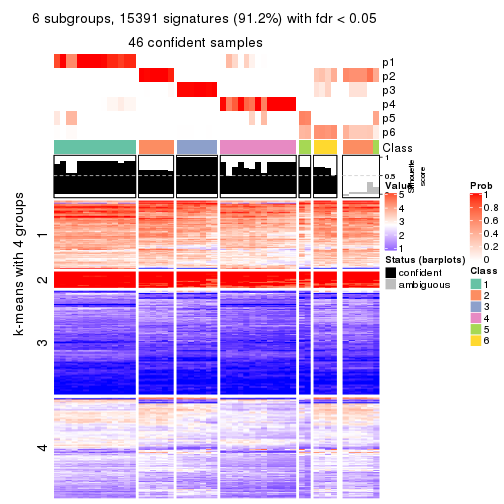 6 subgroups, 15391 signatures (91.2%) with fdr < 0.05
46 confident samples
p1
p2
p3
p4
p5
p6
Class
1
0.5
0
Silhouette
score
k-means with 4 groups
1
2
3
4
Value
5
4
3
2
1
Status (barplots)
confident
ambiguous
Prob
1
0.8
0.6
0.4
0.2
0
Class
1
2
3
4
5
6